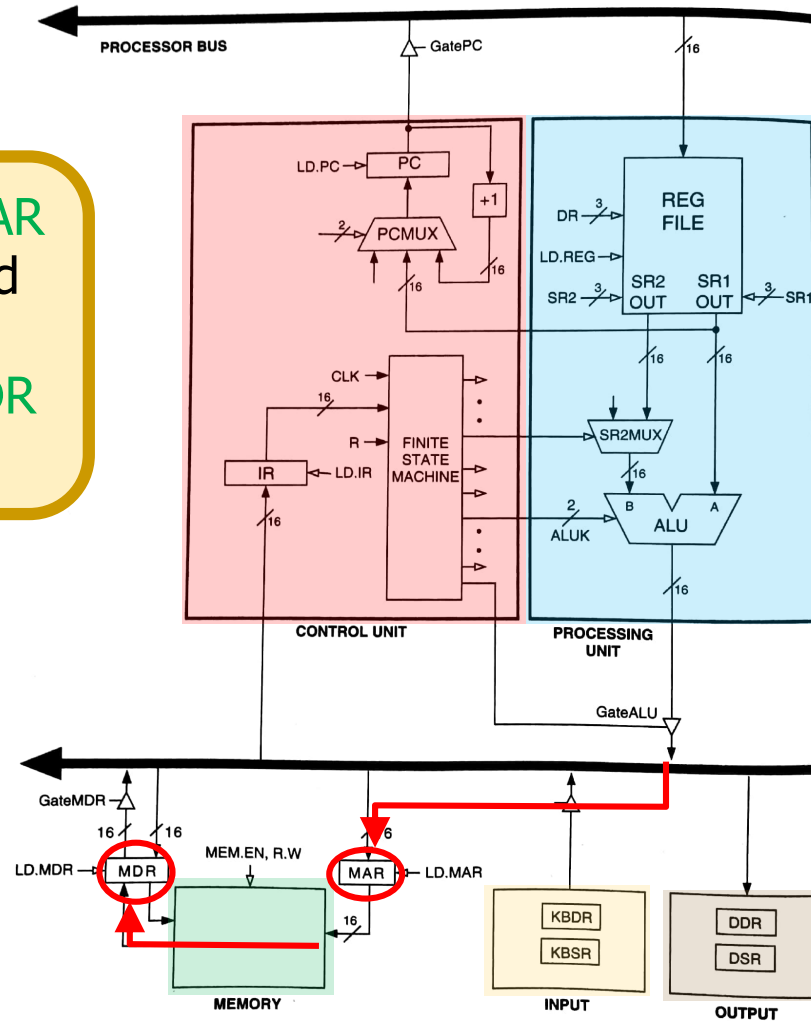 GatePC
PROCESSOR BUS
16
AR
d
DR
LD.PC
PC
+1
2
PCMUX
16
16
REG
FILE
DR
3
LD.REG
SR2
3
SR2
OUT
SR1
OUT
3
SR1
16
16
CLK
16
R
FINITE
STATE
MACHINE
IR
LD.IR
16
SR2MUX
16
B
A
ALU
2
ALUK
16
CONTROL UNIT
PROCESSING
UNIT
GateALU
GateMDR
16
16
6
LD.MDR
MDR
MEM.EN, R.W
MAR
LD.MAR
16
KBDR
KBSR
DDR
DSR
MEMORY
INPUT
OUTPUT